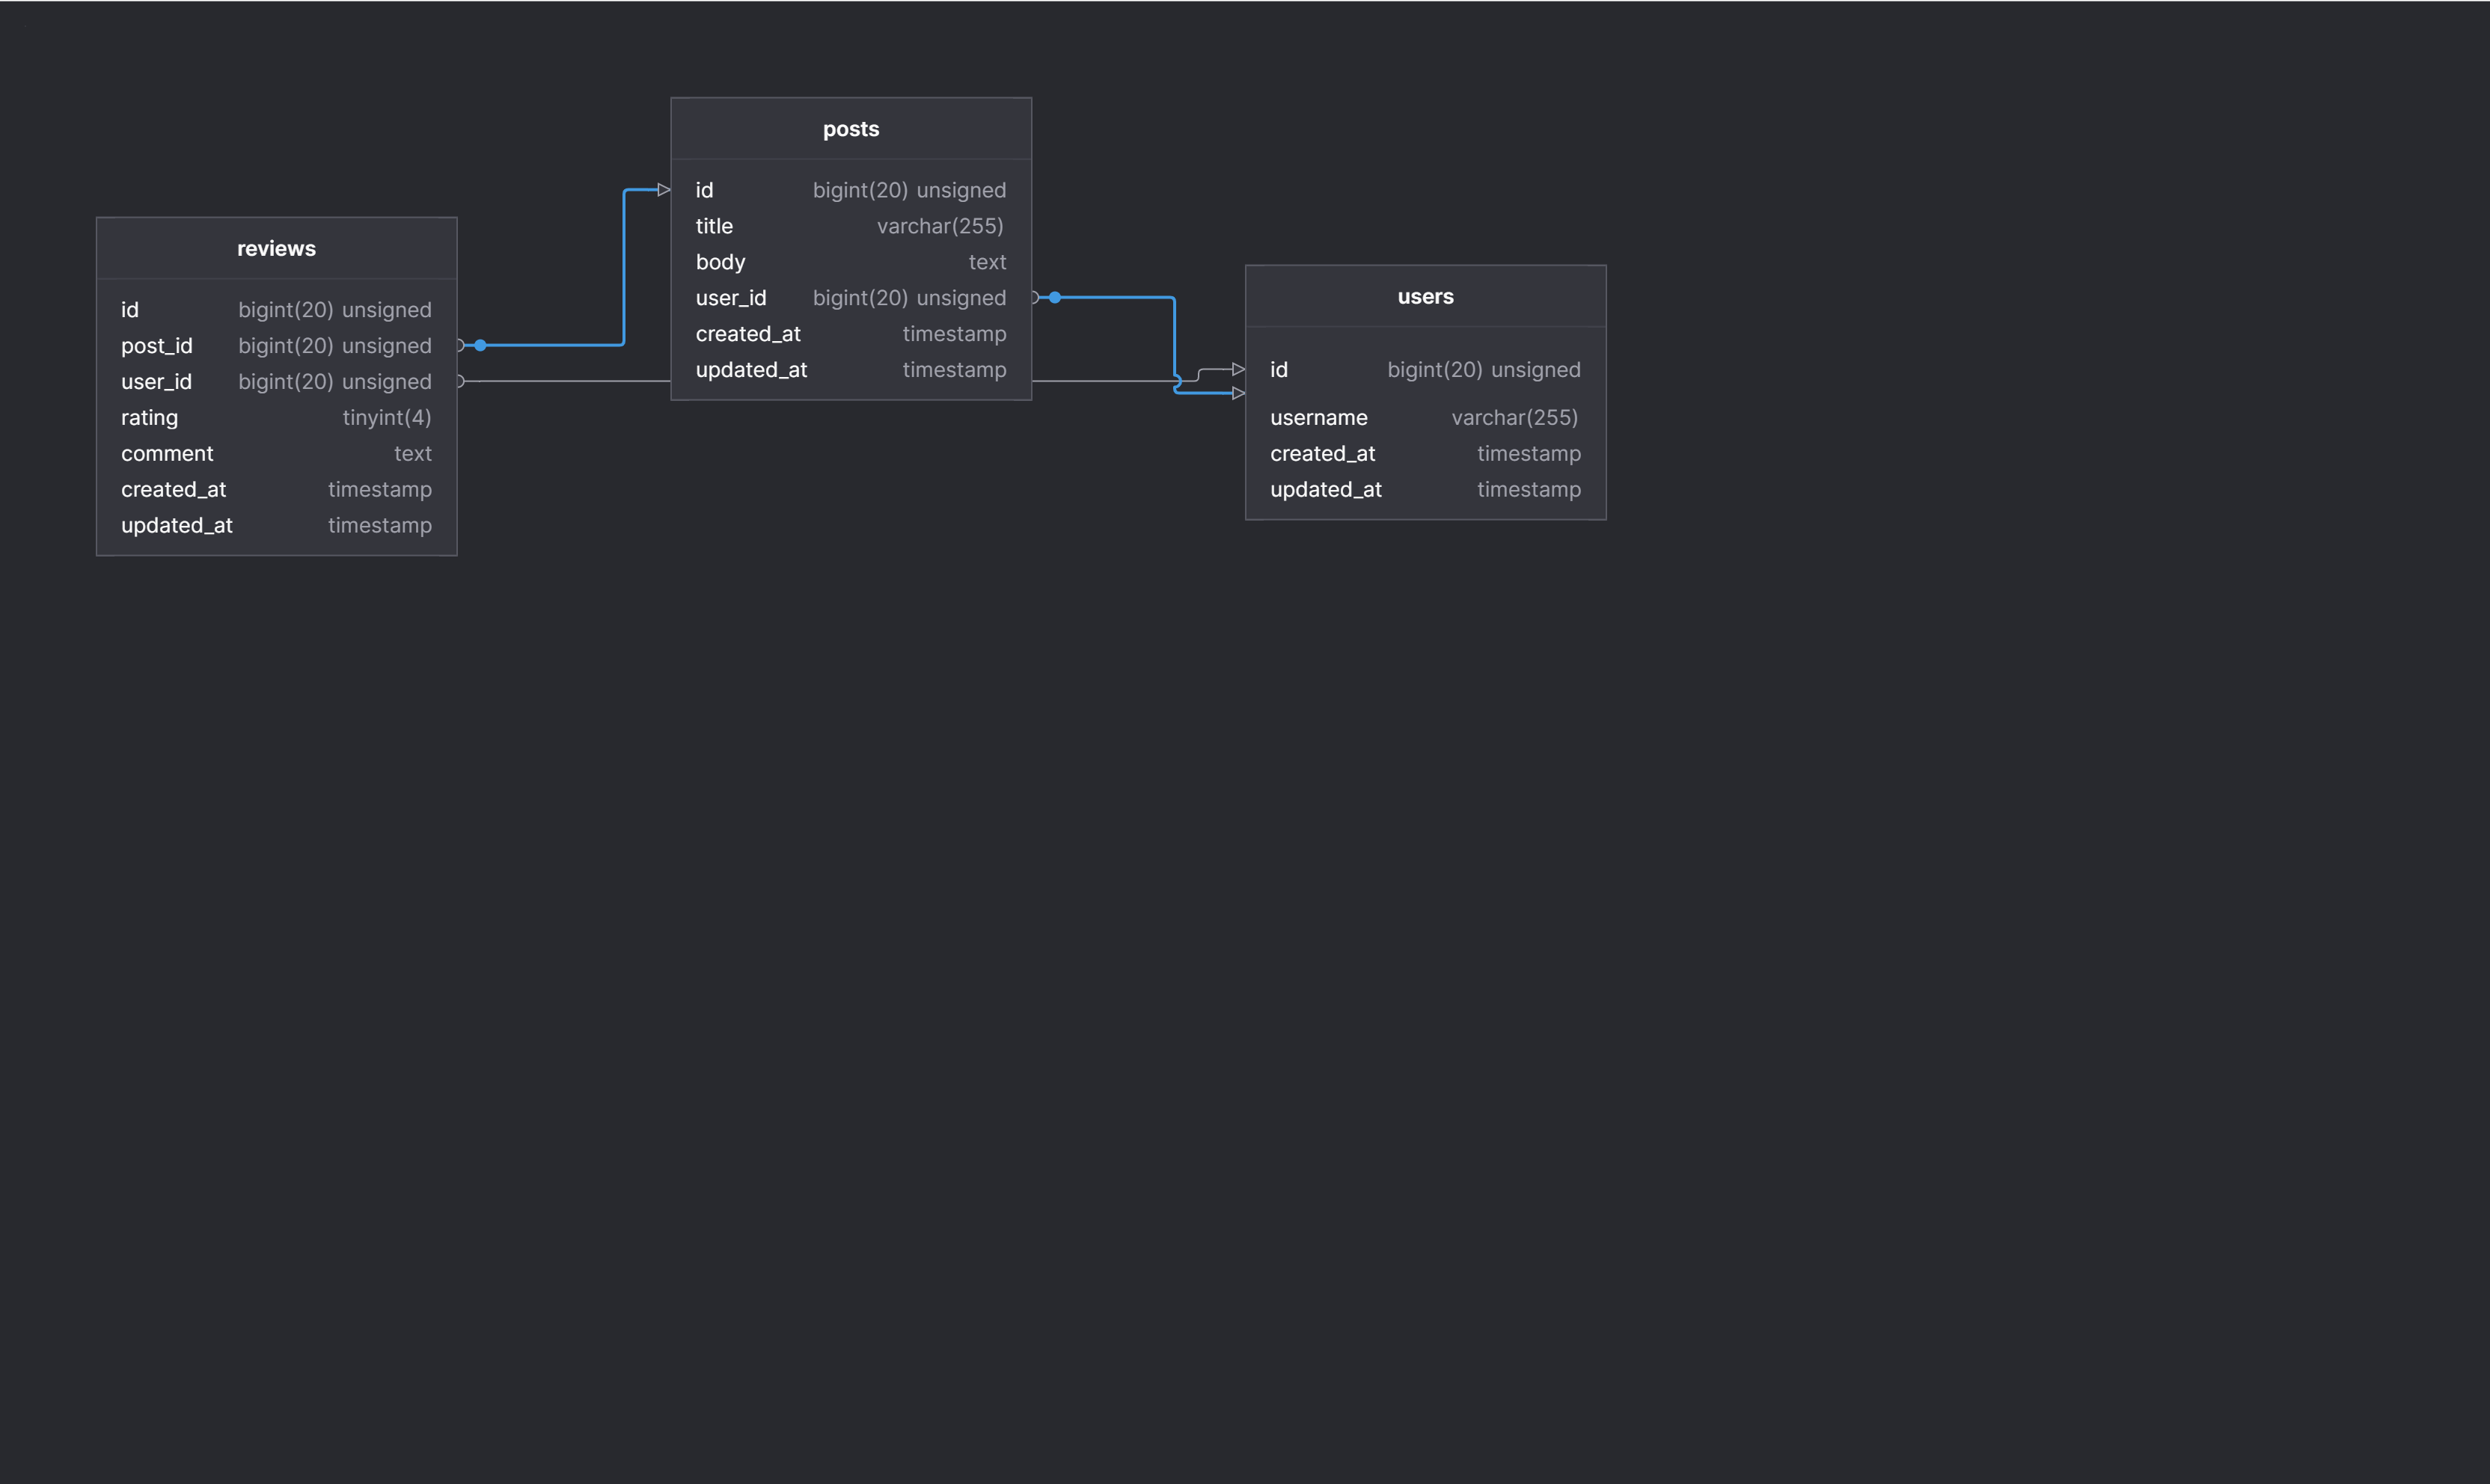 reviews
id bigint(20) unsigned
post_id bigint(20) unsigned
user_id bigint(20) unsigned
rating tinyint(4)
comment text
created_at timestamp
updated_at timestamp
posts
id bigint(20) unsigned
title varchar(255)
body text
user_id bigint(20) unsigned
created_at timestamp
updated_at timestamp
users
id bigint(20) unsigned
username varchar(255)
created_at timestamp
updated_at timestamp